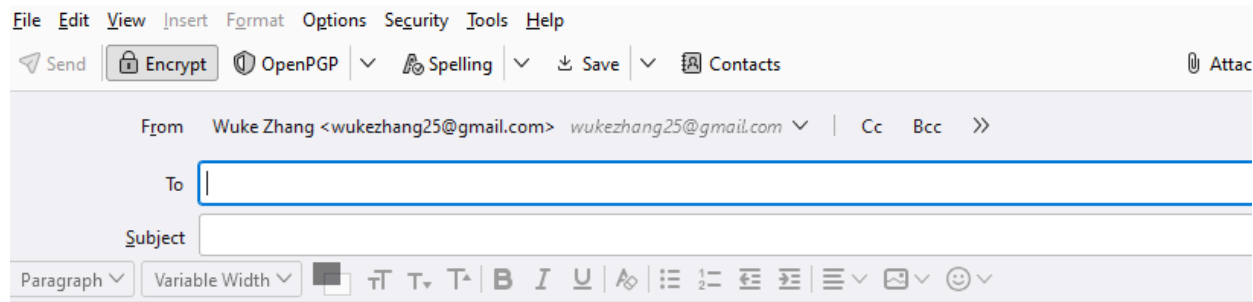 File Edit View Insert Format Options Security Tools Help
Send Encrypt OpenPGP Spelling Save Contacts Attac
From Wuke Zhang <wukezhang25@gmail.com> wukezhang25@gmail.com Cc Bcc
To
Subject
Paragraph Variable Width